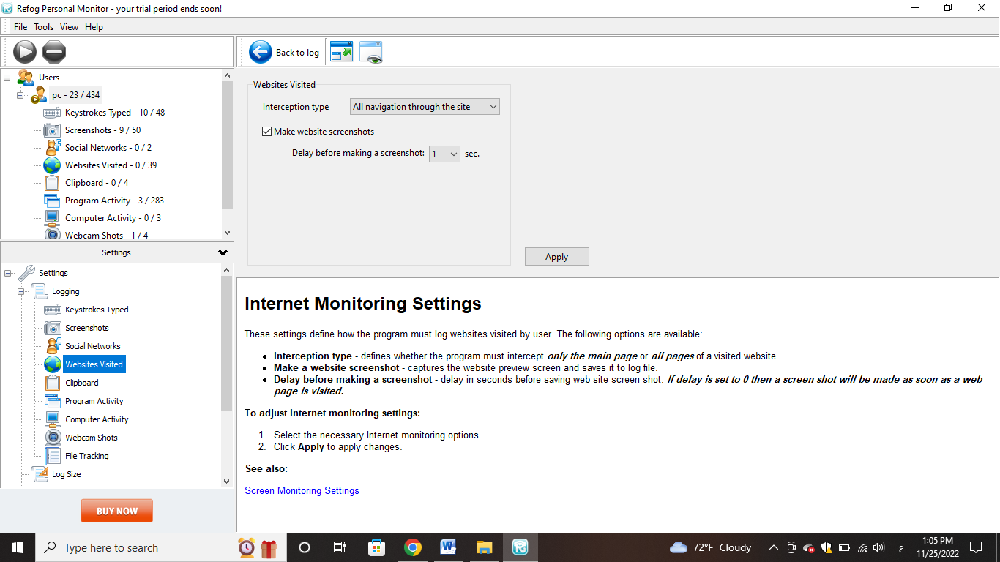 Refog Personal Monitor - your trial period ends soon!
File Tools View Help
Back to log
Users
pc - 23 / 434
Keystrokes Typed - 10 / 48
Screenshots - 9 / 50
Social Networks - 0 / 2
Websites Visited - 0 / 39
Clipboard - 0 / 4
Program Activity - 3 / 283
Computer Activity - 0 / 3
Webcam Shots - 1 / 4
Settings
Settings
Logging
Keystrokes Typed
Screenshots
Social Networks
Websites Visited
Clipboard
Program Activity
Computer Activity
Webcam Shots
File Tracking
Log Size
BUY NOW
Websites Visited
Interception type All navigation through the site
Make website screenshots
Delay before making a screenshot: 1 sec.
Apply
Internet Monitoring Settings
These settings define how the program must log websites visited by user. The following options are available:
• Interception type - defines whether the program must intercept only the main page or all pages of a visited website.
• Make a website screenshot - captures the website preview screen and saves it to log file.
• Delay before making a screenshot - delay in seconds before saving web site screen shot. If delay is set to 0 then a screen shot will be made as soon as a web
page is visited.
To adjust Internet monitoring settings:
1. Select the necessary Internet monitoring options.
2. Click Apply to apply changes.
See also:
Screen Monitoring Settings
Type here to search
72°F Cloudy
ع
1:05 PM
11/25/2022